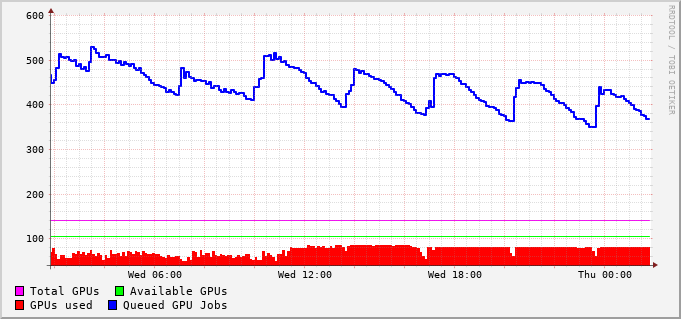 600
500
400
300
200
100
Wed 06:00 Wed 12:00 Wed 18:00 Thu 00:00
Total GPUs Available GPUs
GPUs used Queued GPU Jobs
RRDTOOL / TOBI OETIKER